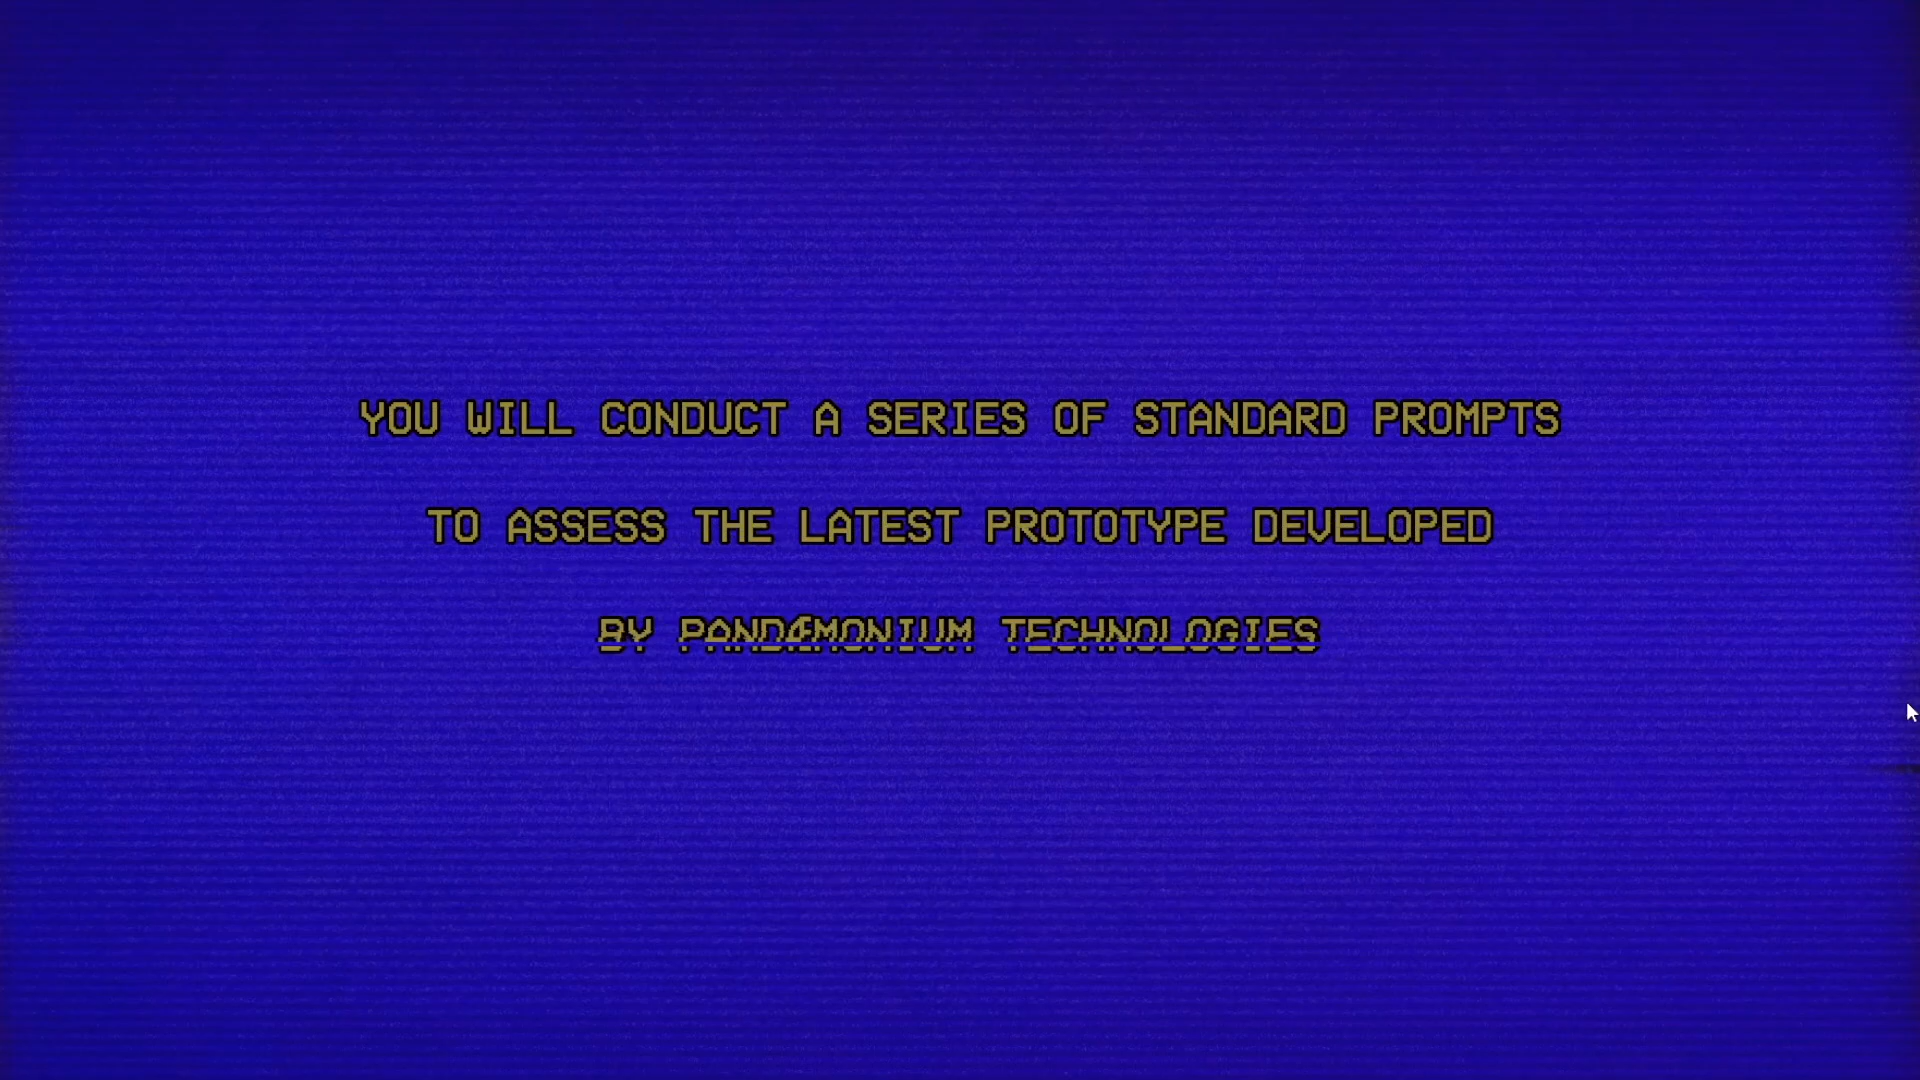 YOU WILL CONDUCT A SERIES OF STANDARD PROMPTS
TO ASSESS THE LATEST PROTOTYPE DEVELOPED
BY PANDÆMONIUM TECHNOLOGIES